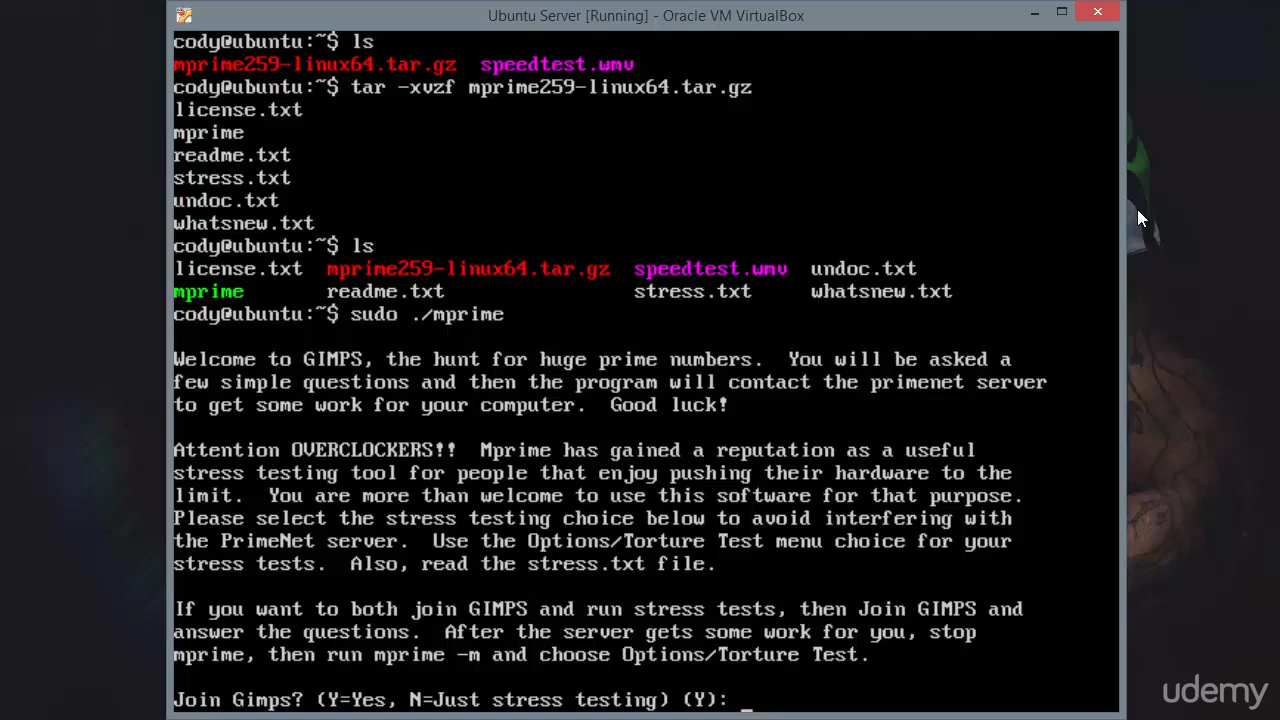 Ubuntu Server [Running] - Oracle VM VirtualBox
cody@ubuntu:~$ ls
mprime259-linux64.tar.gz speedtest.wmv
cody@ubuntu:~$ tar -xvzf mprime259-linux64.tar.gz
license.txt
mprime
readme.txt
stress.txt
undoc.txt
whatsnew.txt
cody@ubuntu:~$ ls
license.txt mprime259-linux64.tar.gz speedtest.wmv undoc.txt
mprime readme.txt stress.txt whatsnew.txt
cody@ubuntu:~$ sudo ./mprime
Welcome to GIMPS, the hunt for huge prime numbers. You will be asked a
few simple questions and then the program will contact the primenet server
to get some work for your computer. Good luck!
Attention OVERCLOCKERS!! Mprime has gained a reputation as a useful
stress testing tool for people that enjoy pushing their hardware to the
limit. You are more than welcome to use this software for that purpose.
Please select the stress testing choice below to avoid interfering with
the PrimeNet server. Use the Options/Torture Test menu choice for your
stress tests. Also, read the stress.txt file.
If you want to both join GIMPS and run stress tests, then Join GIMPS and
answer the questions. After the server gets some work for you, stop
mprime, then run mprime -m and choose Options/Torture Test.
Join Gimps? (Y=Yes, N=Just stress testing) (Y): _
udemy